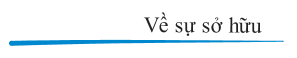 Về sự sở hữu